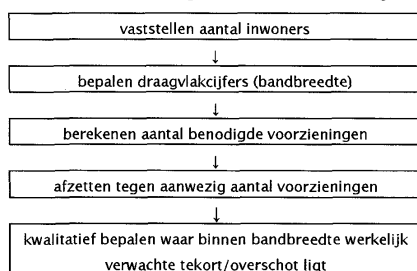 vaststellen aantal inwoners
↓
bepalen draagvlakcijfers (bandbreedte)
↓
berekenen aantal benodigde voorzieningen
↓
afzetten tegen aanwezig aantal voorzieningen
↓
kwalitatief bepalen waar binnen bandbreedte werkelijk
verwachte tekort/overschot ligt